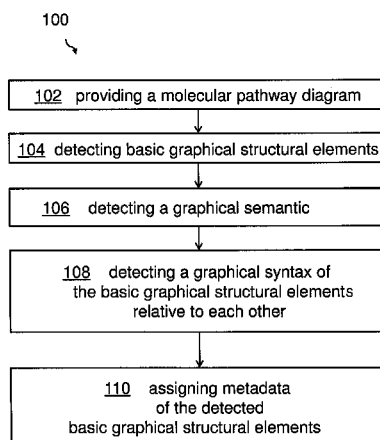 100
102 providing a molecular pathway diagram
104 detecting basic graphical structural elements
106 detecting a graphical semantic
108 detecting a graphical syntax of
the basic graphical structural elements
relative to each other
110 assigning metadata
of the detected
basic graphical structural elements